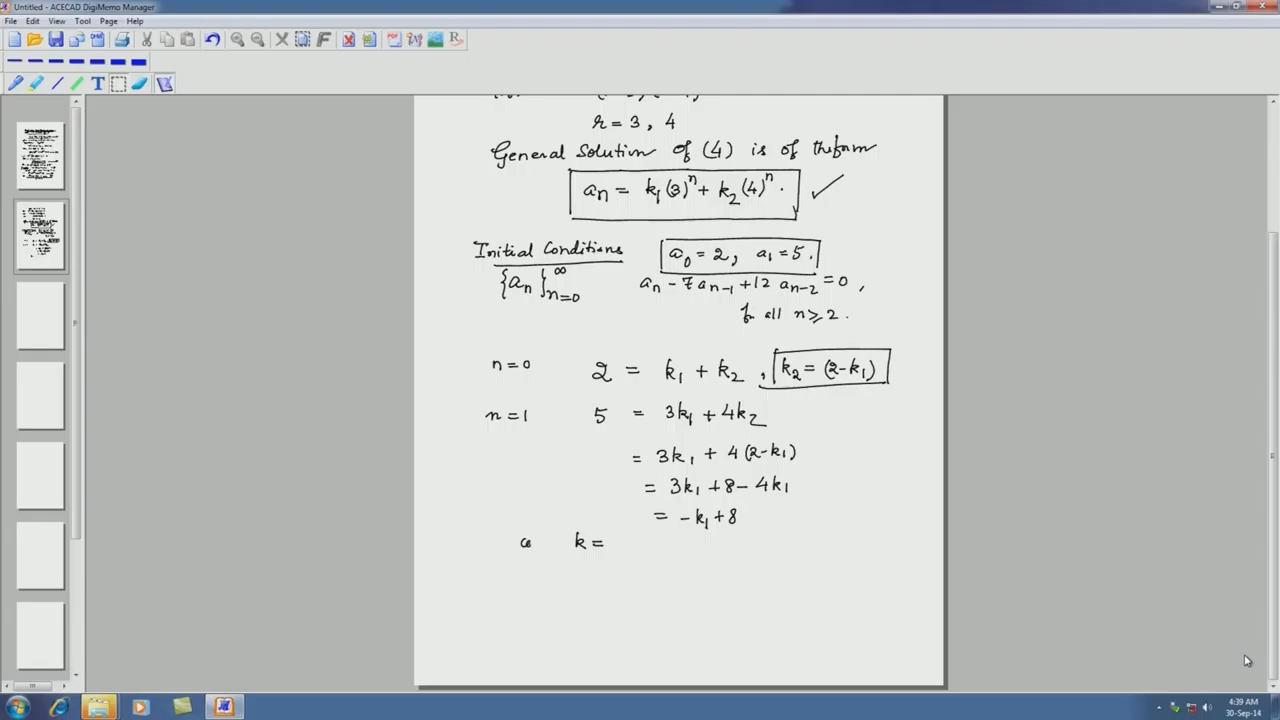 Untitled - ACECAD DigiMemo Manager
File Edit View Tool Page Help
r = 3, 4
General Solution of (4) is of the form
aₙ = k₁(3)ⁿ + k₂(4)ⁿ.
Initial Conditions a₀ = 2, a₁ = 5.
{aₙ}ₙ₌₀^∞ aₙ - 7aₙ₋₁ + 12 aₙ₋₂ = 0,
for all n ≥ 2.
n = 0 2 = k₁ + k₂, k₂ = (2-k₁)
n = 1 5 = 3k₁ + 4k₂
= 3k₁ + 4(2-k₁)
= 3k₁ + 8 - 4k₁
= -k₁ + 8
k =
4:39 AM
30-Sep-14